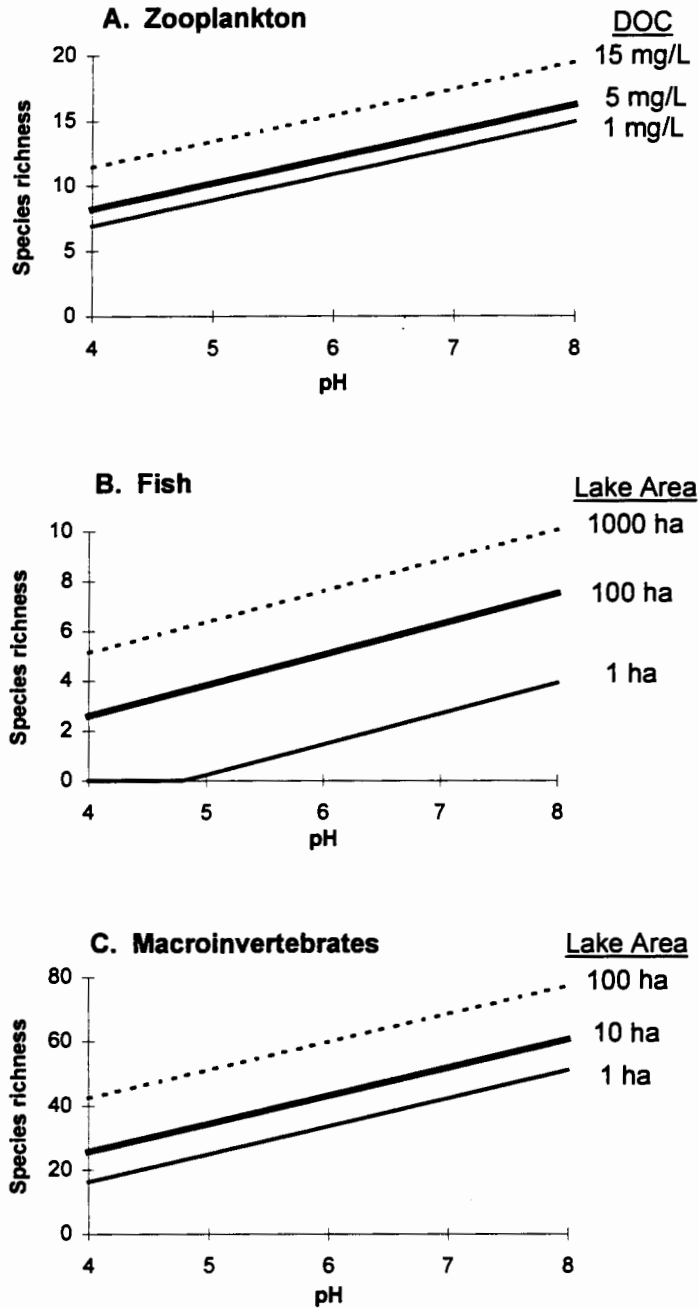 A. Zooplankton
DOC
15 mg/L
5 mg/L
1 mg/L
Species richness
20
15
10
5
0
4 5 6 7 8
pH
B. Fish
Lake Area
1000 ha
100 ha
1 ha
Species richness
10
8
6
4
2
0
4 5 6 7 8
pH
C. Macroinvertebrates
Lake Area
100 ha
10 ha
1 ha
Species richness
80
60
40
20
0
4 5 6 7 8
pH